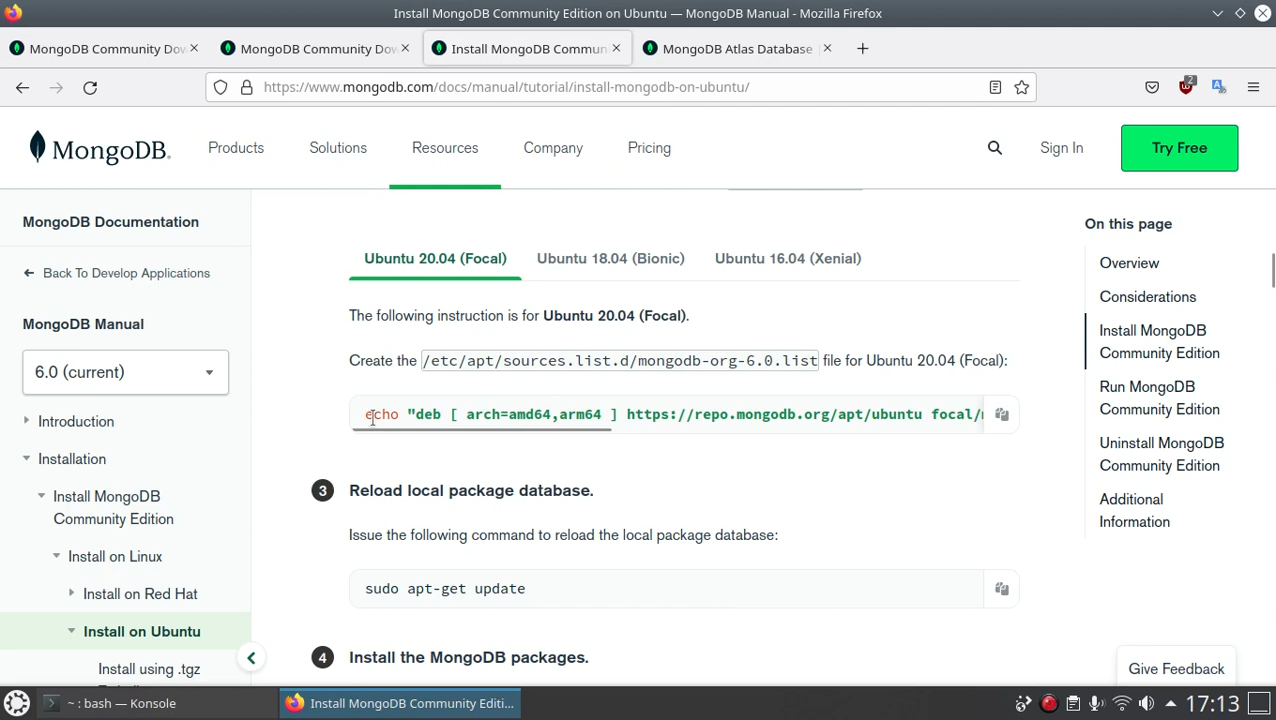 Install MongoDB Community Edition on Ubuntu — MongoDB Manual - Mozilla Firefox
MongoDB Community Dow
MongoDB Community Dow
Install MongoDB Commun
MongoDB Atlas Database
https://www.mongodb.com/docs/manual/tutorial/install-mongodb-on-ubuntu/
2
MongoDB.
Products
Solutions
Resources
Company
Pricing
Sign In
Try Free
MongoDB Documentation
Back To Develop Applications
MongoDB Manual
6.0 (current)
Introduction
Installation
Install MongoDB
Community Edition
Install on Linux
Install on Red Hat
Install on Ubuntu
Install using .tgz
Ubuntu 20.04 (Focal)
Ubuntu 18.04 (Bionic)
Ubuntu 16.04 (Xenial)
The following instruction is for Ubuntu 20.04 (Focal).
Create the /etc/apt/sources.list.d/mongodb-org-6.0.list file for Ubuntu 20.04 (Focal):
echo "deb [ arch=amd64,arm64 ] https://repo.mongodb.org/apt/ubuntu focal/
3 Reload local package database.
Issue the following command to reload the local package database:
sudo apt-get update
4 Install the MongoDB packages.
On this page
Overview
Considerations
Install MongoDB
Community Edition
Run MongoDB
Community Edition
Uninstall MongoDB
Community Edition
Additional
Information
Give Feedback
~ : bash — Konsole
Install MongoDB Community Editi...
17:13